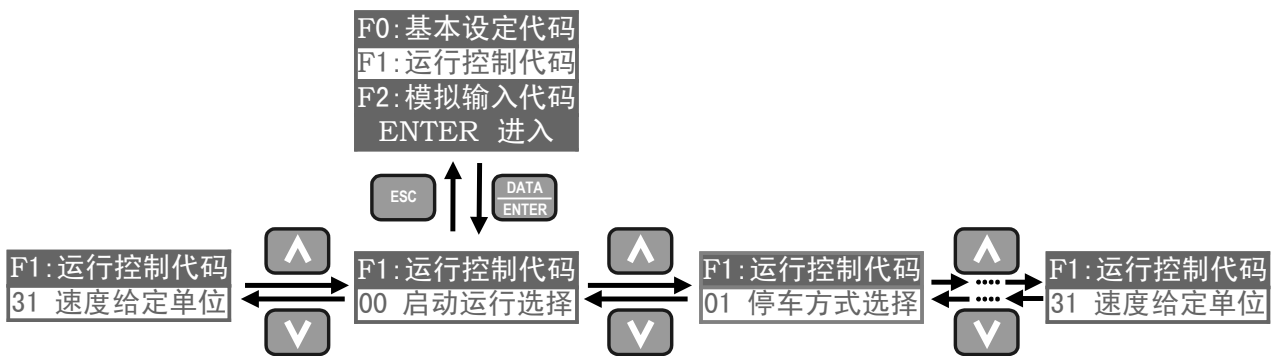 F0:基本设定代码
F1:运行控制代码
F2:模拟输入代码
ENTER 进入
ESC
DATA
ENTER
F1:运行控制代码
31 速度给定单位
F1:运行控制代码
00 启动运行选择
F1:运行控制代码
01 停车方式选择
F1:运行控制代码
31 速度给定单位